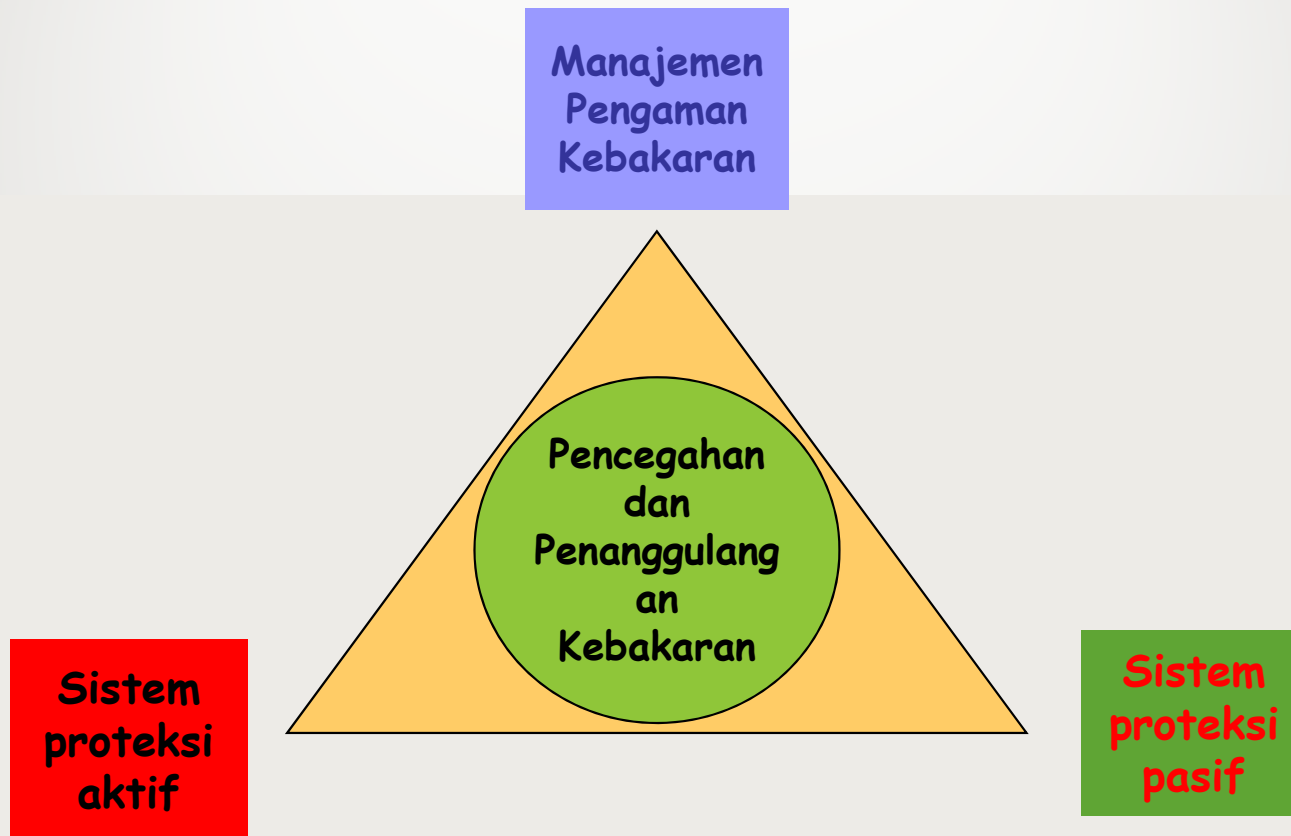 Manajemen
Pengaman
Kebakaran
Pencegahan
dan
Penanggulang
an
Kebakaran
Sistem
proteksi
aktif
Sistem
proteksi
pasif